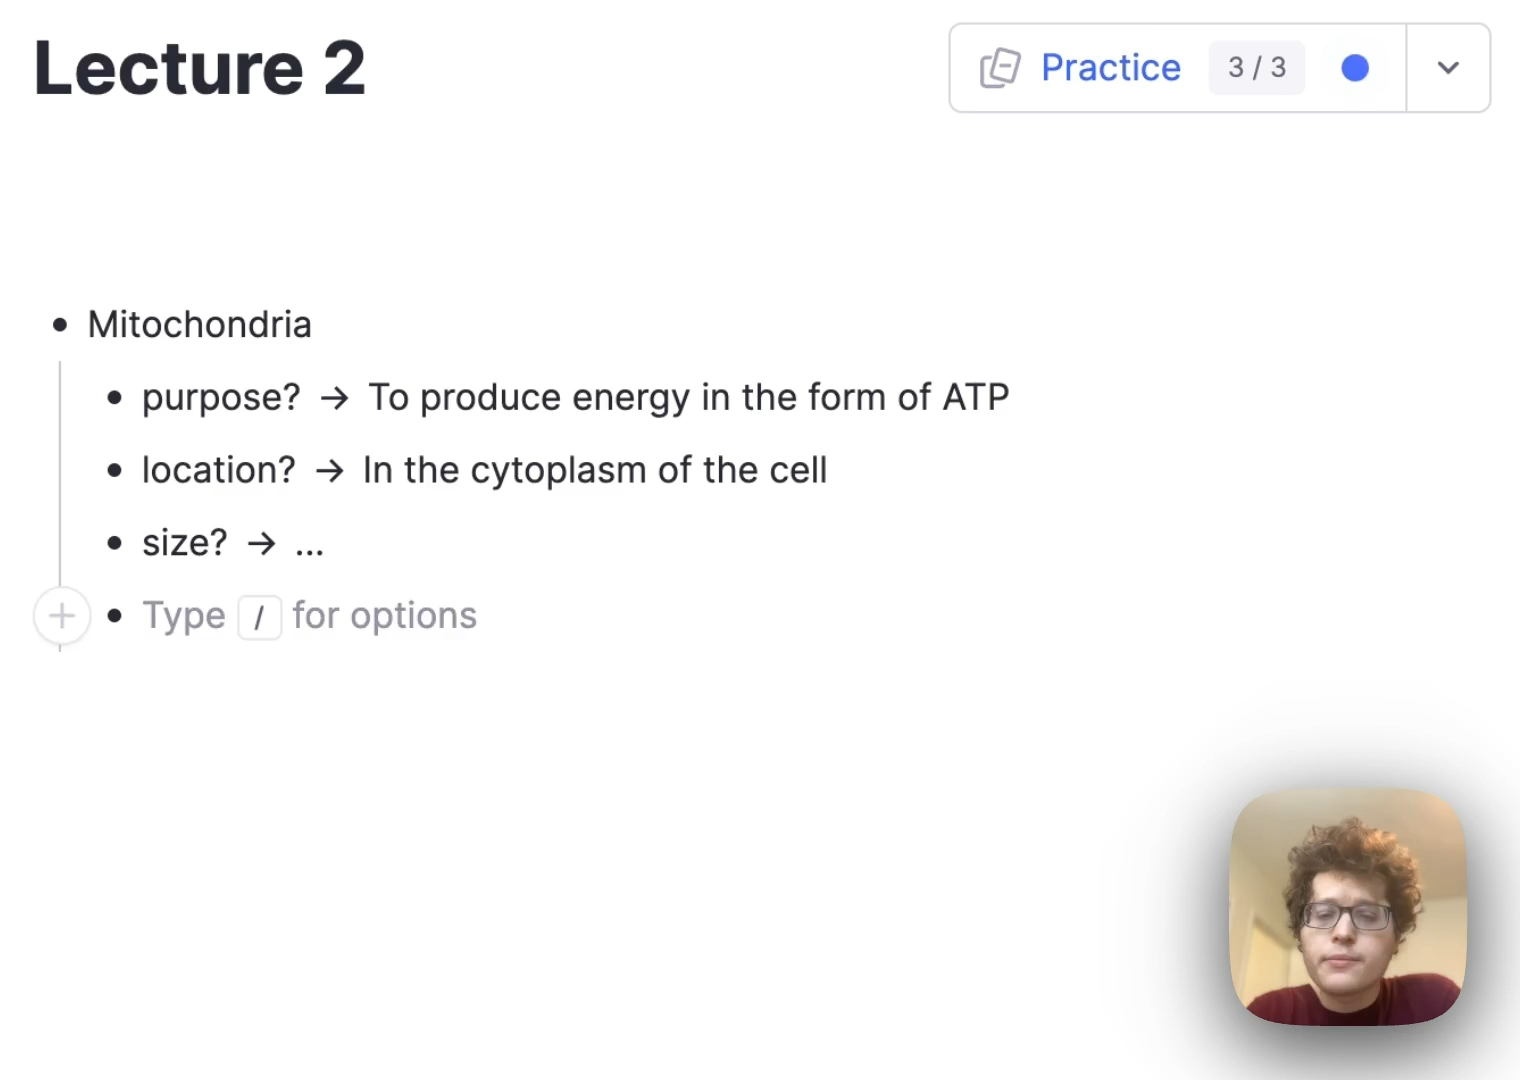 Lecture 2
Practice 3 / 3
Mitochondria
purpose? → To produce energy in the form of ATP
location? → In the cytoplasm of the cell
size? → ...
Type / for options